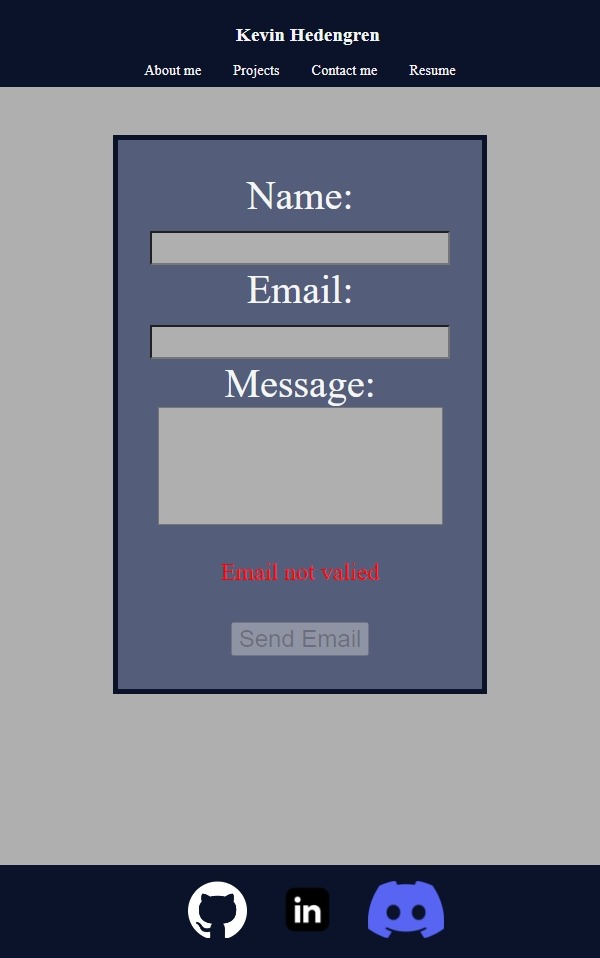 Kevin Hedengren
About me Projects Contact me Resume
Name:
Email:
Message:
Email not valied
Send Email
in